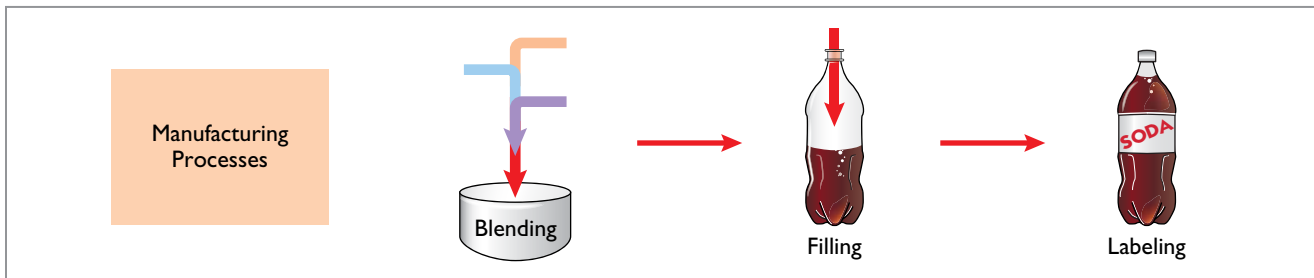 Manufacturing
Processes
Blending
Filling
SODA
Labeling